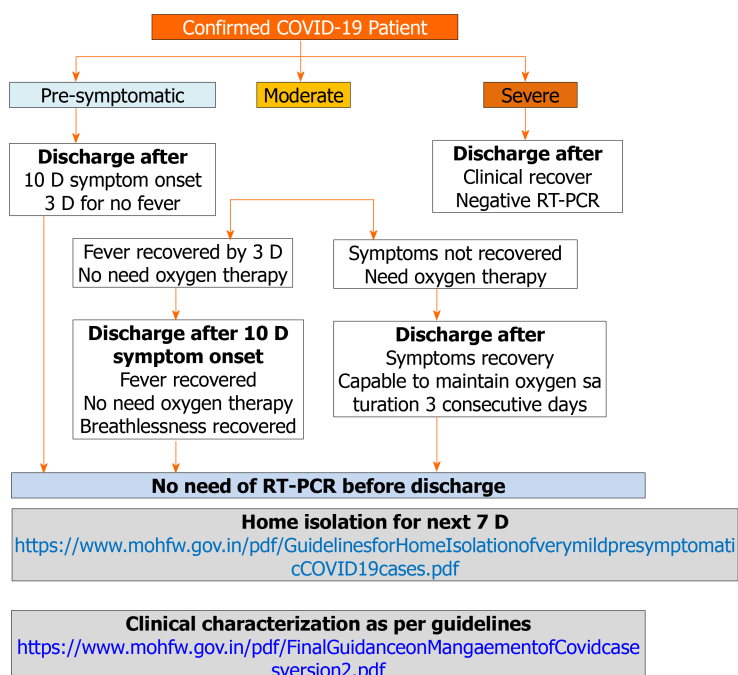 Confirmed COVID-19 Patient
Pre-symptomatic
Moderate
Severe
Discharge after
10 D symptom onset
3 D for no fever
Discharge after
Clinical recover
Negative RT-PCR
Fever recovered by 3 D
No need oxygen therapy
Symptoms not recovered
Need oxygen therapy
Discharge after 10 D
symptom onset
Fever recovered
No need oxygen therapy
Breathlessness recovered
Discharge after
Symptoms recovery
Capable to maintain oxygen sa
turation 3 consecutive days
No need of RT-PCR before discharge
Home isolation for next 7 D
https://www.mohfw.gov.in/pdf/GuidelinesforHomeIsolationofverymildpresymptomati
cCOVID19cases.pdf
Clinical characterization as per guidelines
https://www.mohfw.gov.in/pdf/FinalGuidanceonMangaementofCovidcase
sversion2.pdf